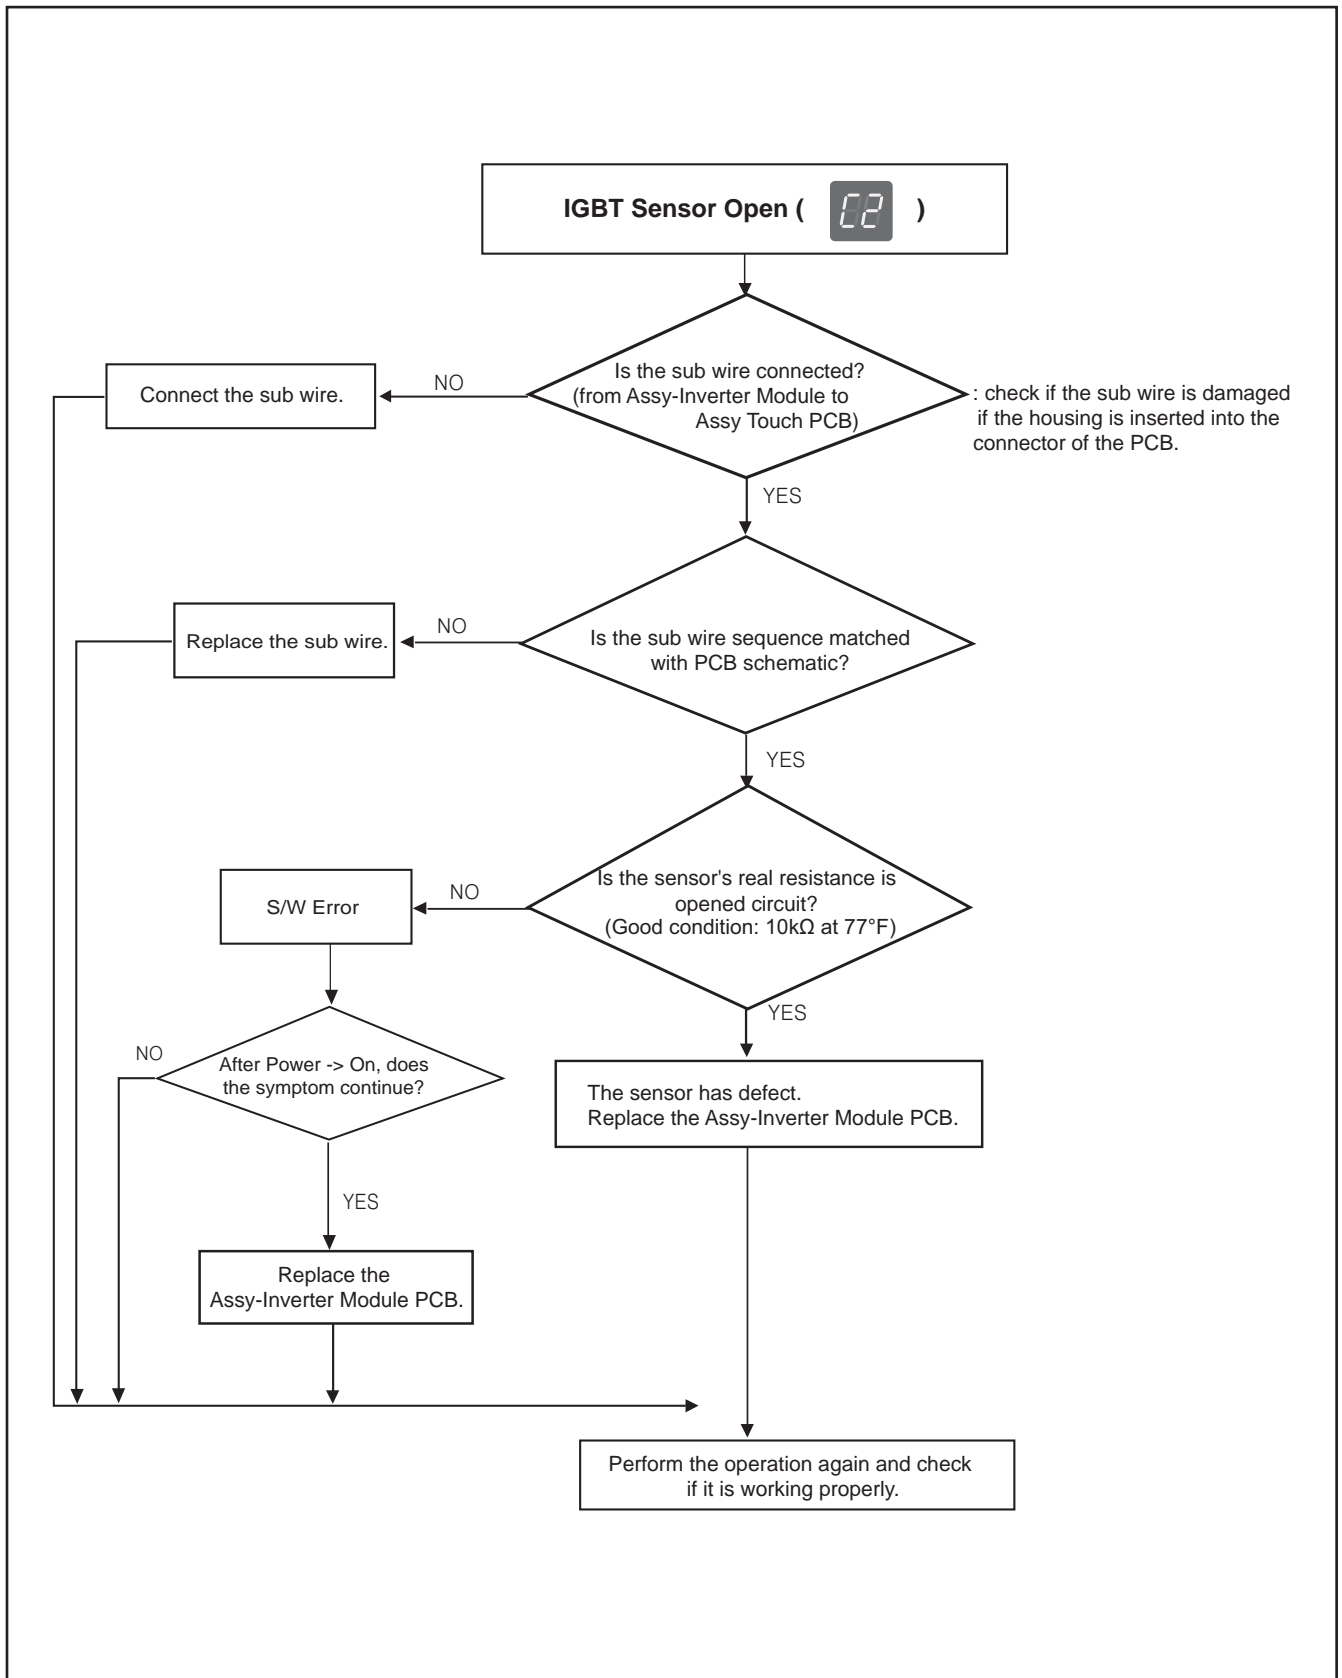 IGBT Sensor Open ( C2 )
Is the sub wire connected?
(from Assy-Inverter Module to
Assy Touch PCB)
: check if the sub wire is damaged
if the housing is inserted into the
connector of the PCB.
NO
Connect the sub wire.
YES
Is the sub wire sequence matched
with PCB schematic?
NO
Replace the sub wire.
YES
Is the sensor's real resistance is
opened circuit?
(Good condition: 10kΩ at 77°F)
NO
S/W Error
YES
After Power -> On, does
the symptom continue?
NO
The sensor has defect.
Replace the Assy-Inverter Module PCB.
YES
Replace the
Assy-Inverter Module PCB.
Perform the operation again and check
if it is working properly.